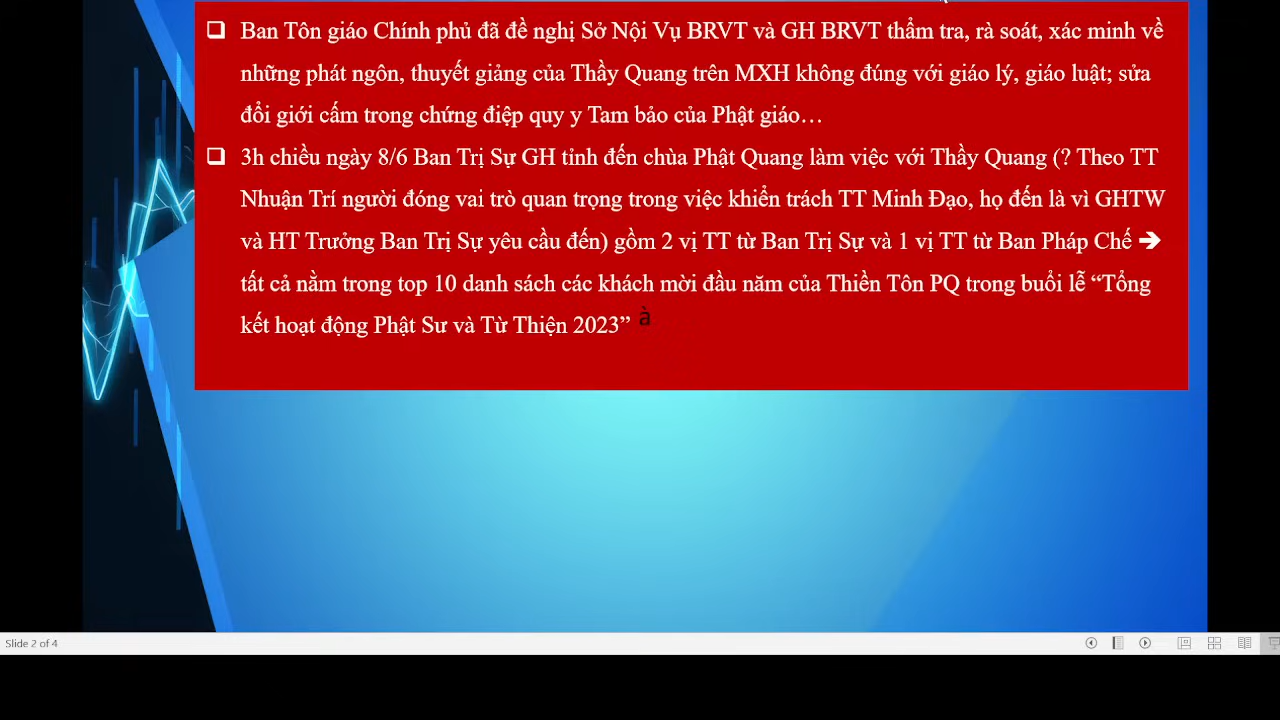 Ban Tôn giáo Chính phủ đã đề nghị Sở Nội Vụ BRVT và GH BRVT thẩm tra, rà soát, xác minh về
những phát ngôn, thuyết giảng của Thầy Quang trên MXH không đúng với giáo lý, giáo luật; sửa
đổi giới cấm trong chứng điệp quy y Tam bảo của Phật giáo…
3h chiều ngày 8/6 Ban Trị Sự GH tỉnh đến chùa Phật Quang làm việc với Thầy Quang (? Theo TT
Nhuận Trí người đóng vai trò quan trọng trong việc khiển trách TT Minh Đạo, họ đến là vì GHTW
và HT Trưởng Ban Trị Sự yêu cầu đến) gồm 2 vị TT từ Ban Trị Sự và 1 vị TT từ Ban Pháp Chế ➔
tất cả nằm trong top 10 danh sách các khách mời đầu năm của Thiền Tôn PQ trong buổi lễ “Tổng
kết hoạt động Phật Sư và Từ Thiện 2023” à
Slide 2 of 4